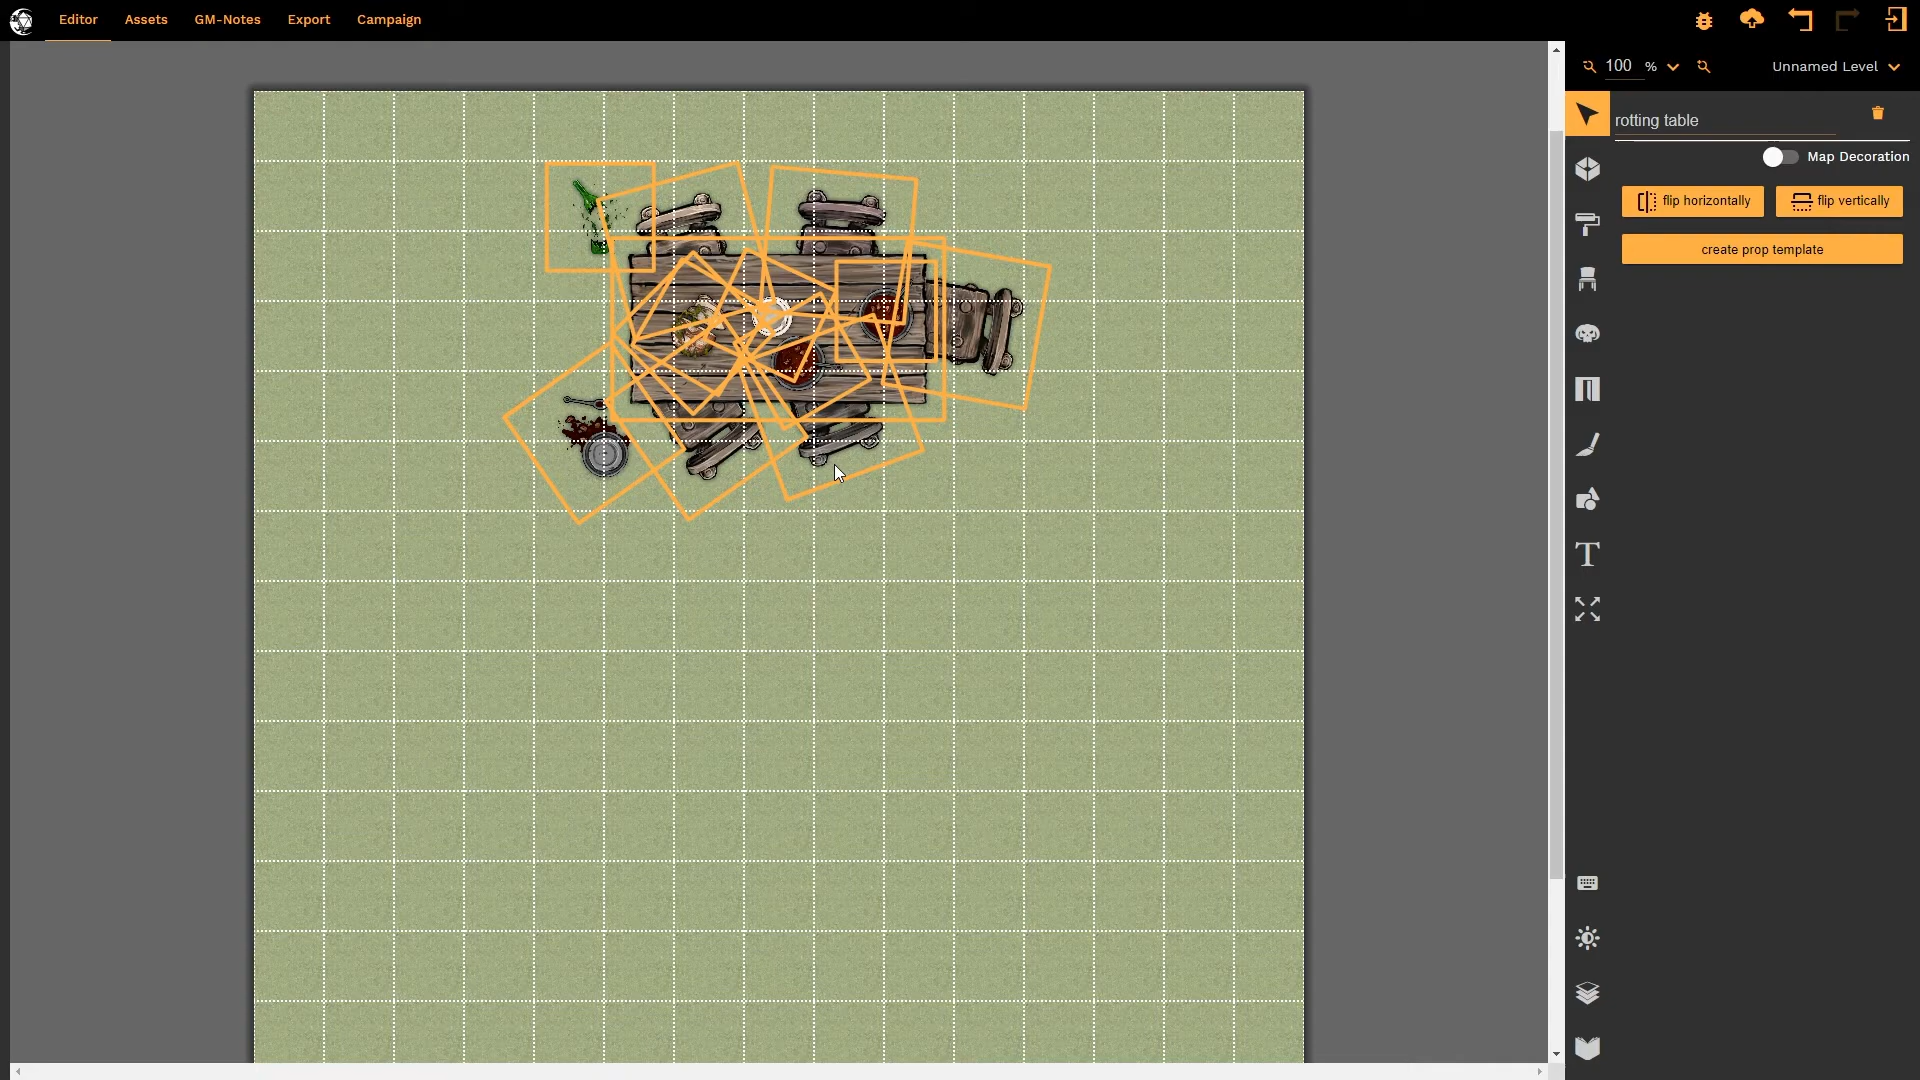 Editor Assets GM-Notes Export Campaign
100 % Unnamed Level
rotting table
Map Decoration
flip horizontally flip vertically
create prop template
T